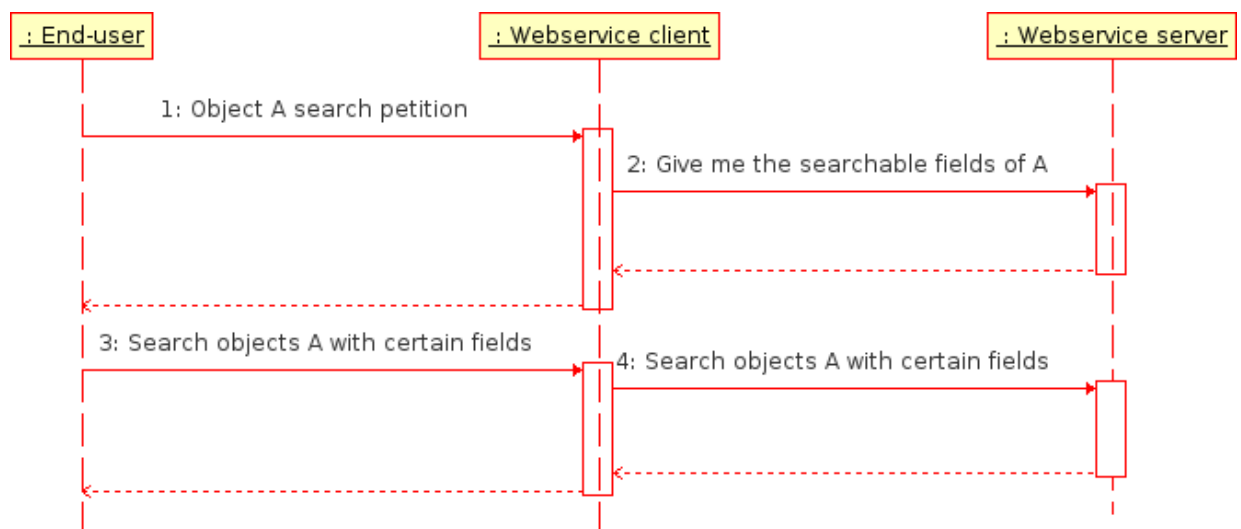 : End-user
: Webservice client
: Webservice server
1: Object A search petition
2: Give me the searchable fields of A
3: Search objects A with certain fields
4: Search objects A with certain fields